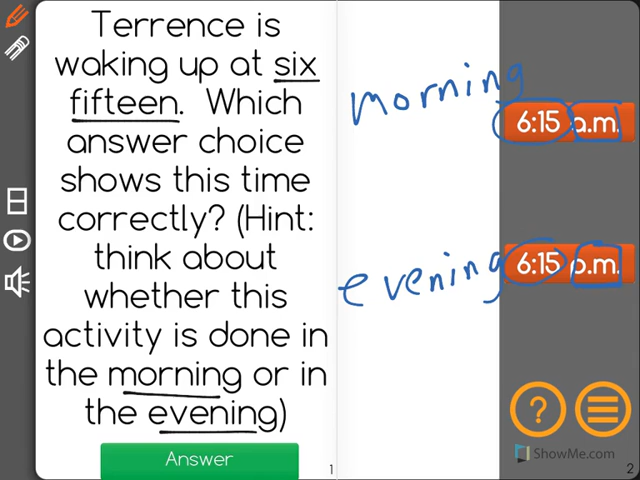 Terrence is
waking up at six
fifteen. Which
answer choice
shows this time
correctly? (Hint:
think about
whether this
activity is done in
the morning or in
the evening)
Answer
1
morning
6:15 a.m.
evening
6:15 p.m.
?
ShowMe.com
2